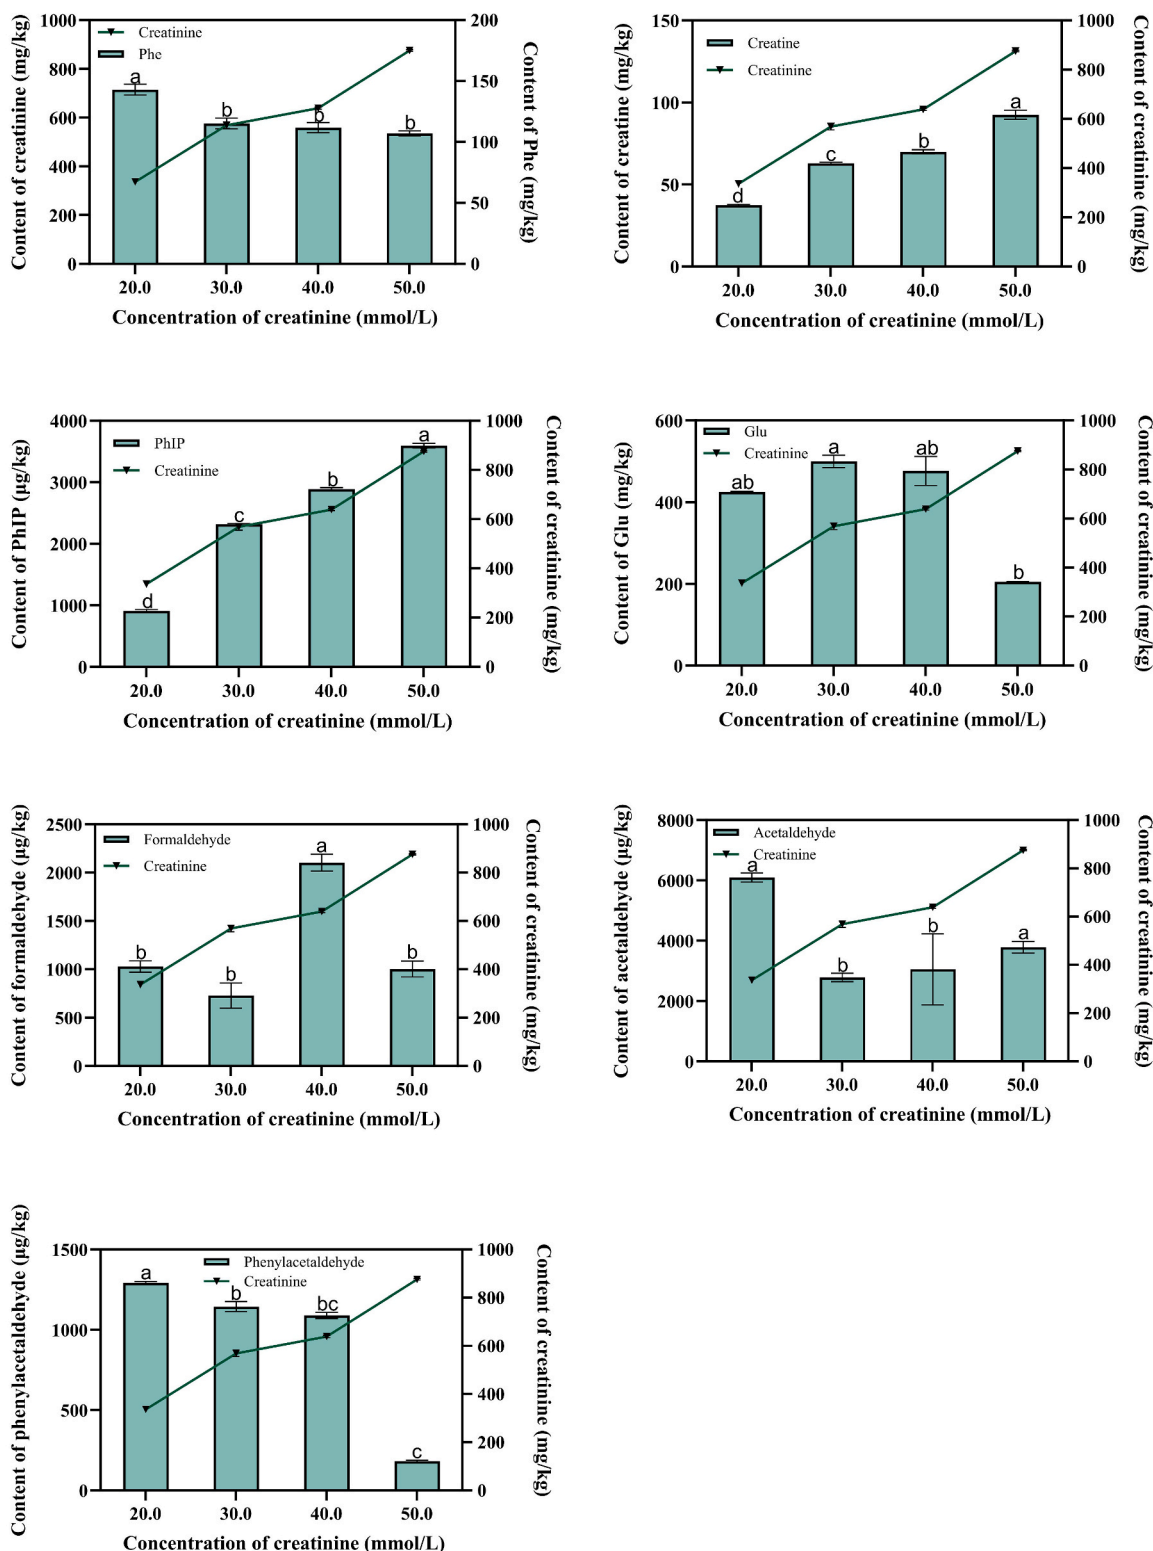 Content of creatinine (mg/kg)
1000
800
600
400
200
0
Creatinine
Phe
a
b
b
b
200
150
100
50
0
Content of Phe (mg/kg)
20.0 30.0 40.0 50.0
Concentration of creatinine (mmol/L)
Content of creatine (mg/kg)
150
100
50
0
Creatine
Creatinine
d
c
b
a
1000
800
600
400
200
0
Content of creatinine (mg/kg)
20.0 30.0 40.0 50.0
Concentration of creatinine (mmol/L)
Content of PhIP (μg/kg)
4000
3000
2000
1000
0
PhIP
Creatinine
d
c
b
a
1000
800
600
400
200
0
Content of creatinine (mg/kg)
20.0 30.0 40.0 50.0
Concentration of creatinine (mmol/L)
Content of Glu (mg/kg)
600
400
200
0
Glu
Creatinine
ab
a
ab
b
1000
800
600
400
200
0
Content of creatinine (mg/kg)
20.0 30.0 40.0 50.0
Concentration of creatinine (mmol/L)
Content of formaldehyde (μg/kg)
2500
2000
1500
1000
500
0
Formaldehyde
Creatinine
b
b
a
b
1000
800
600
400
200
0
Content of creatinine (mg/kg)
20.0 30.0 40.0 50.0
Concentration of creatinine (mmol/L)
Content of acetaldehyde (μg/kg)
8000
6000
4000
2000
0
Acetaldehyde
Creatinine
a
b
b
a
1000
800
600
400
200
0
Content of creatinine (mg/kg)
20.0 30.0 40.0 50.0
Concentration of creatinine (mmol/L)
Content of phenylacetaldehyde (μg/kg)
1500
1000
500
0
Phenylacetaldehyde
Creatinine
a
b
bc
c
1000
800
600
400
200
0
Content of creatinine (mg/kg)
20.0 30.0 40.0 50.0
Concentration of creatinine (mmol/L)